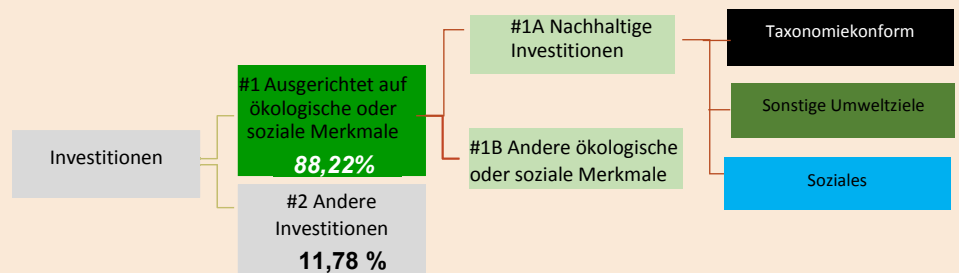 Investitionen
#1 Ausgerichtet auf
ökologische oder
soziale Merkmale
88,22%
#2 Andere
Investitionen
11,78 %
#1A Nachhaltige
Investitionen
#1B Andere ökologische
oder soziale Merkmale
Taxonomiekonform
Sonstige Umweltziele
Soziales